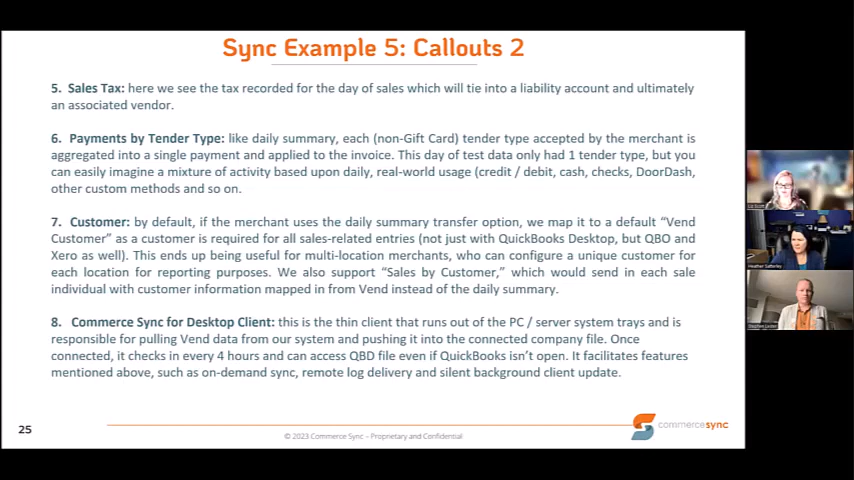 Sync Example 5: Callouts 2
5. Sales Tax: here we see the tax recorded for the day of sales which will tie into a liability account and ultimately
an associated vendor.
6. Payments by Tender Type: like daily summary, each (non-Gift Card) tender type accepted by the merchant is
aggregated into a single payment and applied to the invoice. This day of test data only had 1 tender type, but you
can easily imagine a mixture of activity based upon daily, real-world usage (credit / debit, cash, checks, DoorDash,
other custom methods and so on.
7. Customer: by default, if the merchant uses the daily summary transfer option, we map it to a default “Vend
Customer” as a customer is required for all sales-related entries (not just with QuickBooks Desktop, but QBO and
Xero as well). This ends up being useful for multi-location merchants, who can configure a unique customer for
each location for reporting purposes. We also support “Sales by Customer,” which would send in each sale
individual with customer information mapped in from Vend instead of the daily summary.
8. Commerce Sync for Desktop Client: this is the thin client that runs out of the PC / server system trays and is
responsible for pulling Vend data from our system and pushing it into the connected company file. Once
connected, it checks in every 4 hours and can access QBD file even if QuickBooks isn’t open. It facilitates features
mentioned above, such as on-demand sync, remote log delivery and silent background client update.
25
© 2023 Commerce Sync – Proprietary and Confidential
commercesync
Liz Scott
Heather Satterley